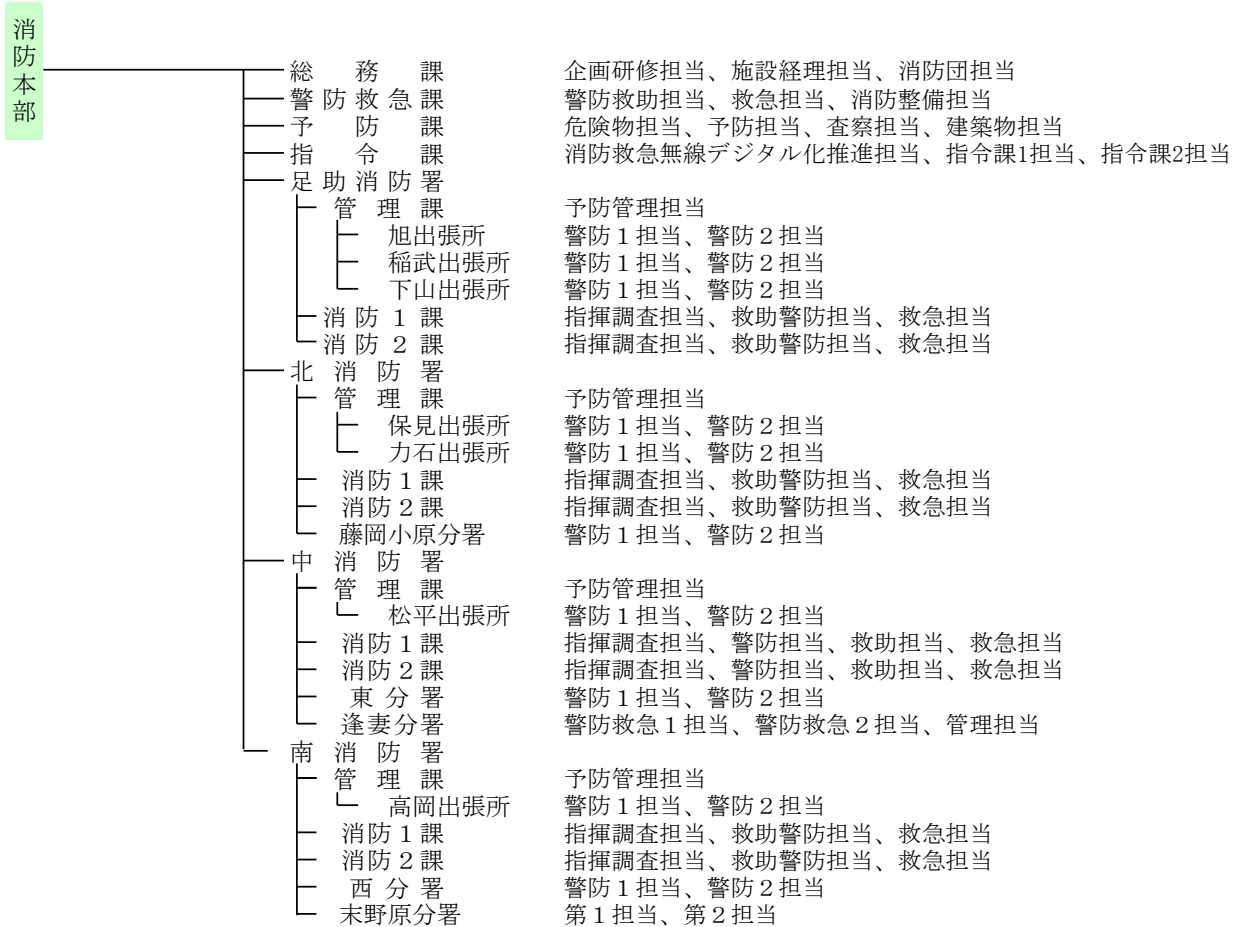 消防本部
総務課 企画研修担当、施設経理担当、消防団担当
警防救急課 警防救助担当、救急担当、消防整備担当
予防課 危険物担当、予防担当、査察担当、建築物担当
指令課 消防救急無線デジタル化推進担当、指令課1担当、指令課2担当
足助消防署
管理課 予防管理担当
旭出張所 警防１担当、警防２担当
稲武出張所 警防１担当、警防２担当
下山出張所 警防１担当、警防２担当
消防１課 指揮調査担当、救助警防担当、救急担当
消防２課 指揮調査担当、救助警防担当、救急担当
北消防署
管理課 予防管理担当
保見出張所 警防１担当、警防２担当
力石出張所 警防１担当、警防２担当
消防１課 指揮調査担当、救助警防担当、救急担当
消防２課 指揮調査担当、救助警防担当、救急担当
藤岡小原分署 警防１担当、警防２担当
中消防署
管理課 予防管理担当
松平出張所 警防１担当、警防２担当
消防１課 指揮調査担当、警防担当、救助担当、救急担当
消防２課 指揮調査担当、警防担当、救助担当、救急担当
東分署 警防１担当、警防２担当
逢妻分署 警防救急１担当、警防救急２担当、管理担当
南消防署
管理課 予防管理担当
高岡出張所 警防１担当、警防２担当
消防１課 指揮調査担当、救助警防担当、救急担当
消防２課 指揮調査担当、救助警防担当、救急担当
西分署 警防１担当、警防２担当
末野原分署 第１担当、第２担当